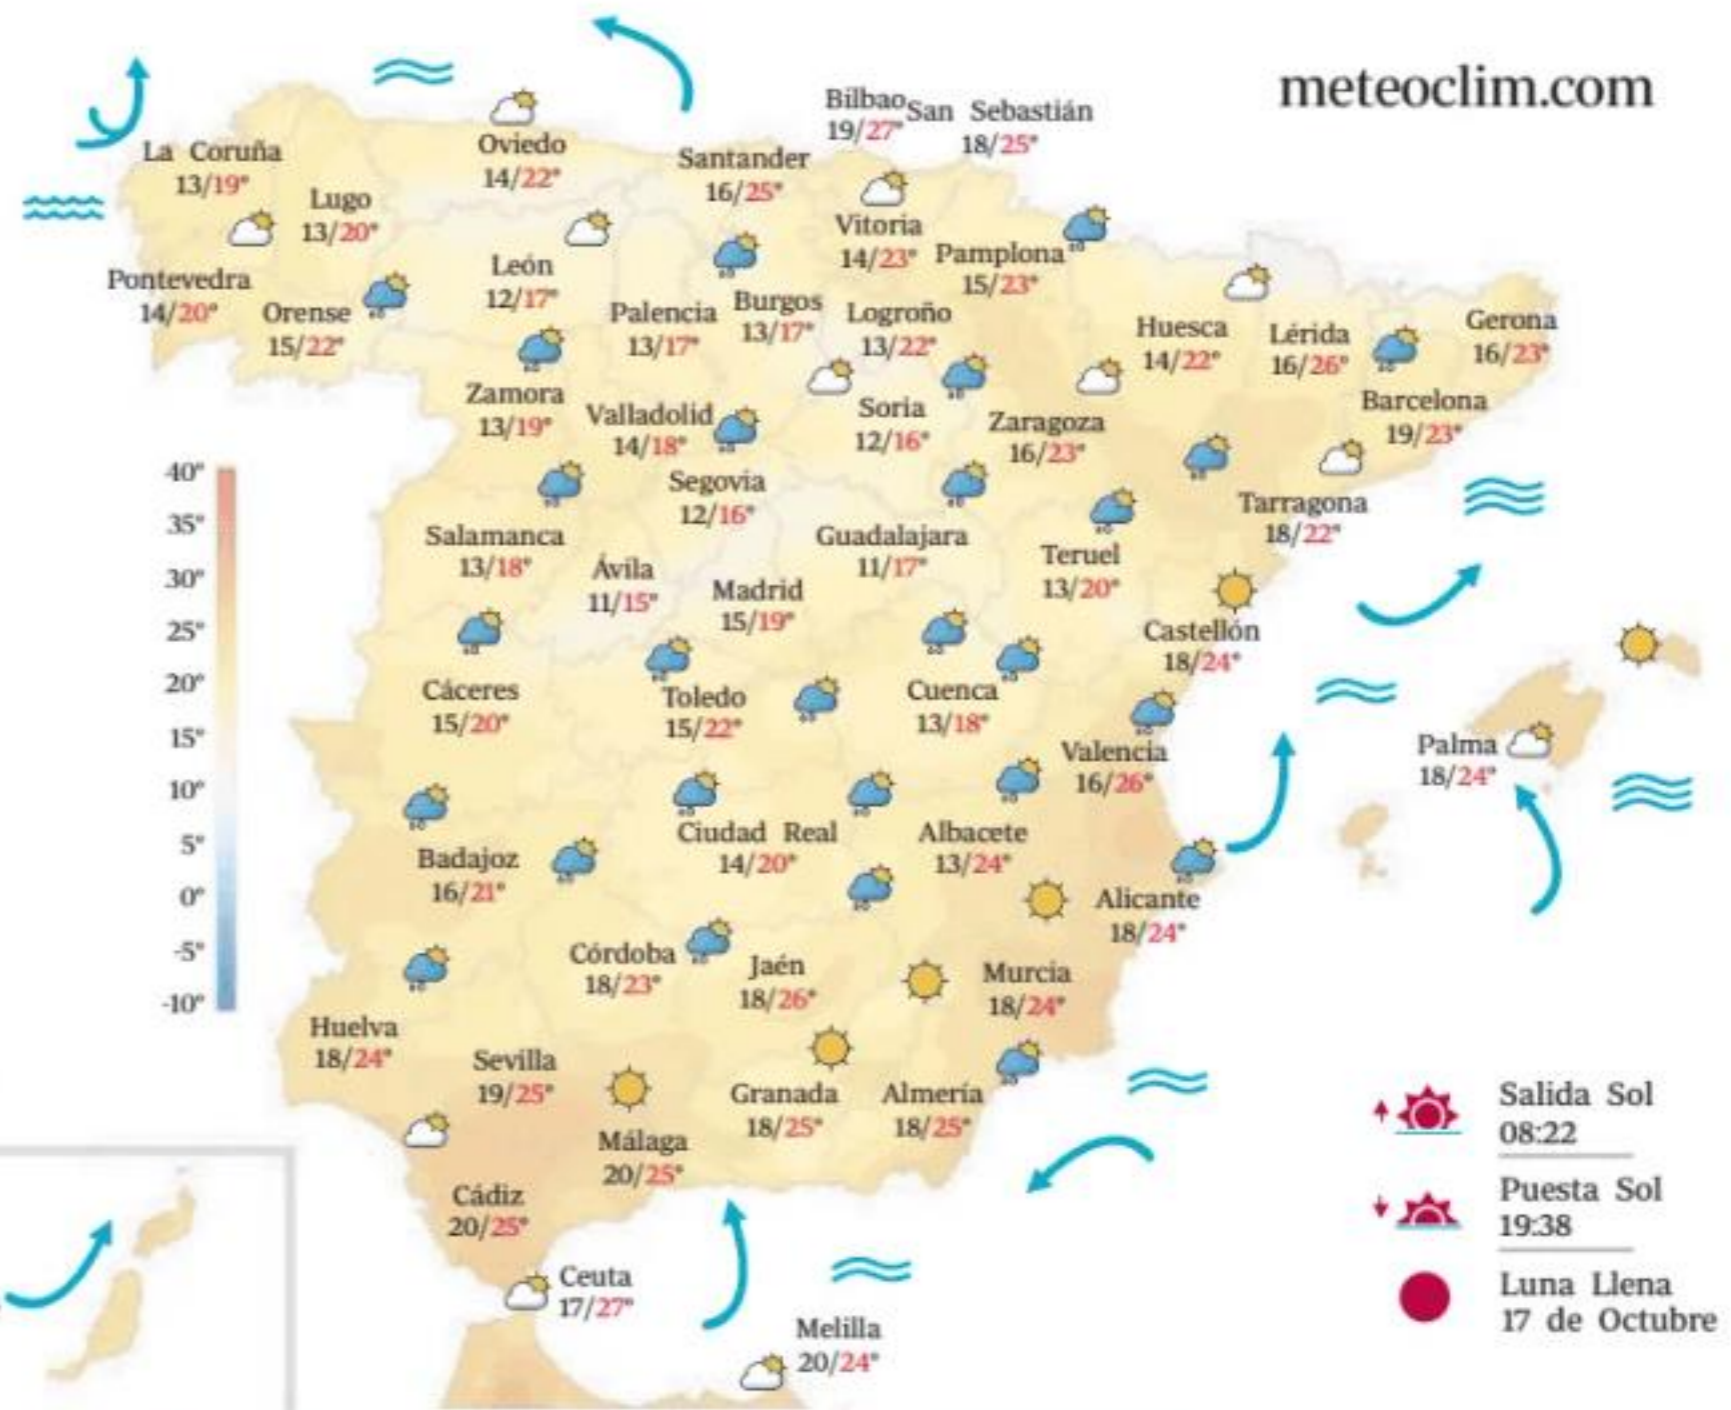 meteoclim.com
Bilbao
19/27°
San Sebastián
18/25°
La Coruña
13/19°
Oviedo
14/22°
Santander
16/25°
Lugo
13/20°
Vitoria
14/23°
Pamplona
15/23°
Pontevedra
14/20°
Orense
15/22°
León
12/17°
Palencia
13/17°
Burgos
13/17°
Logroño
13/22°
Huesca
14/22°
Lérida
16/26°
Gerona
16/23°
Zamora
13/19°
Valladolid
14/18°
Soria
12/16°
Zaragoza
16/23°
Barcelona
19/23°
Segovia
12/16°
Tarragona
18/22°
Salamanca
13/18°
Ávila
11/15°
Madrid
15/19°
Guadalajara
11/17°
Teruel
13/20°
Castellón
18/24°
Cáceres
15/20°
Toledo
15/22°
Cuenca
13/18°
Valencia
16/26°
Palma
18/24°
Badajoz
16/21°
Ciudad Real
14/20°
Albacete
13/24°
Alicante
18/24°
Córdoba
18/23°
Jaén
18/26°
Murcia
18/24°
Huelva
18/24°
Sevilla
19/25°
Granada
18/25°
Almería
18/25°
Málaga
20/25°
Cádiz
20/25°
Ceuta
17/27°
Melilla
20/24°
40°
35°
30°
25°
20°
15°
10°
5°
0°
-5°
-10°
Salida Sol
08:22
Puesta Sol
19:38
Luna Llena
17 de Octubre